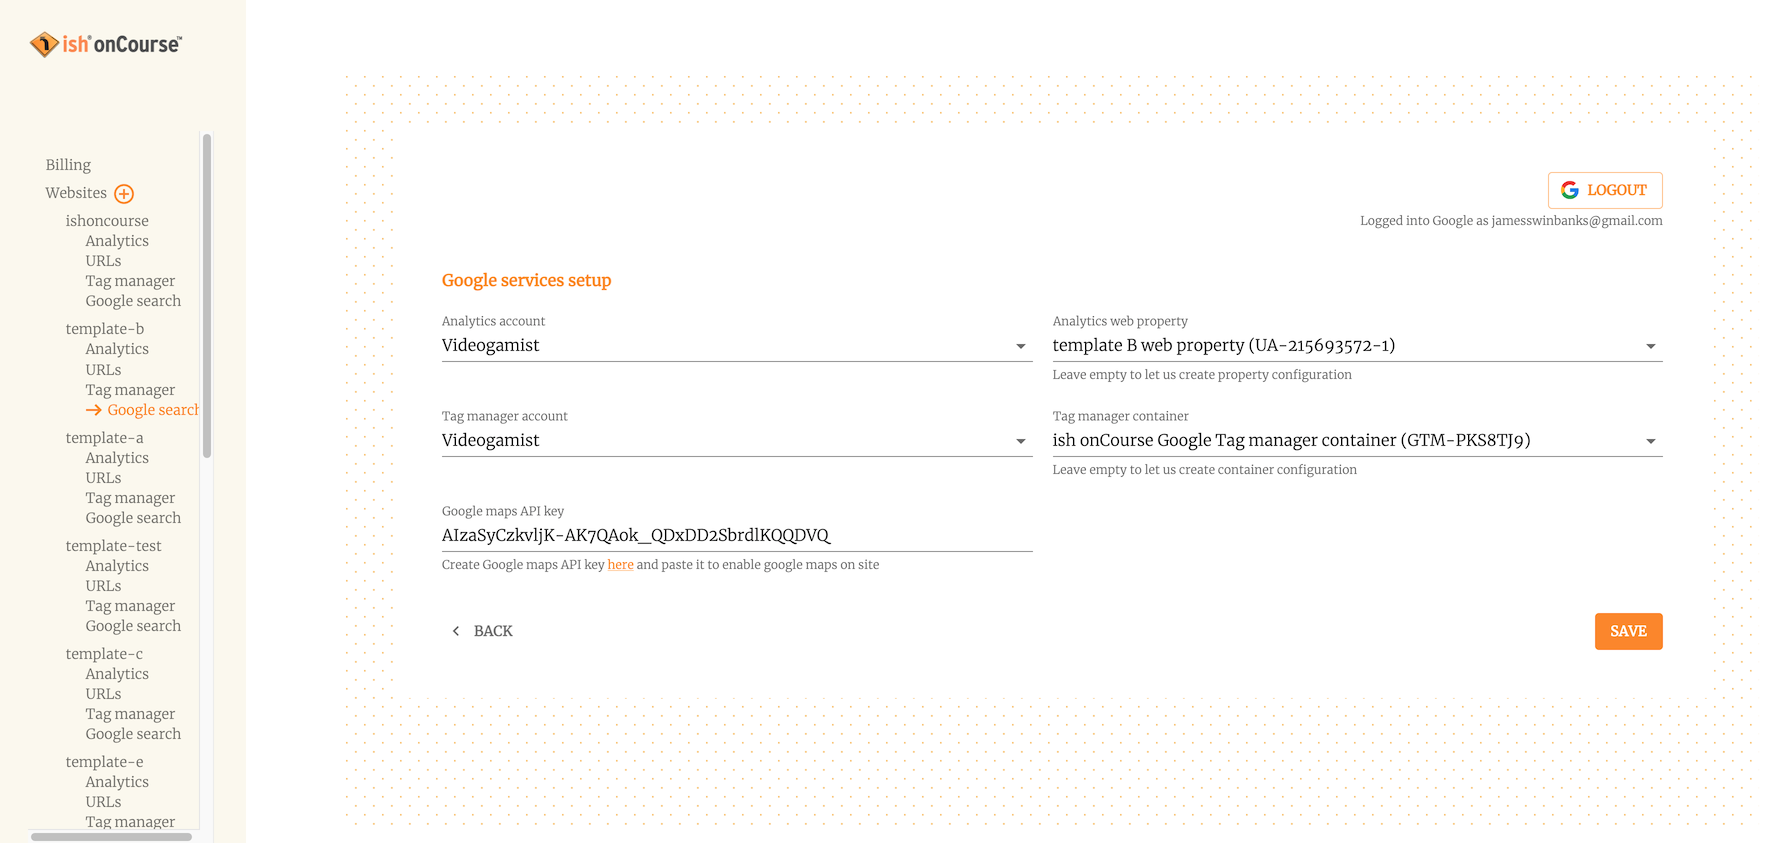 ish® onCourse™
Billing
Websites
ishoncourse
Analytics
URLs
Tag manager
Google search
template-b
Analytics
URLs
Tag manager
Google search
template-a
Analytics
URLs
Tag manager
Google search
template-test
Analytics
URLs
Tag manager
Google search
template-c
Analytics
URLs
Tag manager
Google search
template-e
Analytics
URLs
Tag manager
LOGOUT
Logged into Google as jamesswinbanks@gmail.com
Google services setup
Analytics account
Videogamist
Analytics web property
template B web property (UA-215693572-1)
Leave empty to let us create property configuration
Tag manager account
Videogamist
Tag manager container
ish onCourse Google Tag manager container (GTM-PKS8TJ9)
Leave empty to let us create container configuration
Google maps API key
AIzaSyCzkvljK-AK7QAok_QDxDD2SbrdlKQQDVQ
Create Google maps API key here and paste it to enable google maps on site
BACK
SAVE